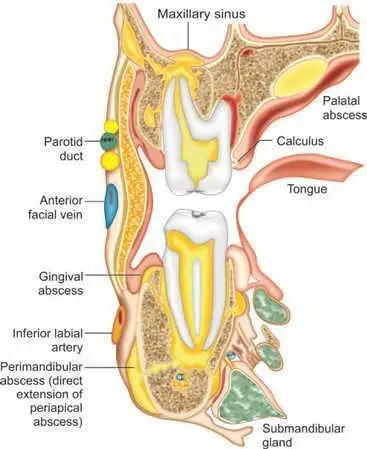 Maxillary sinus
Palatal
abscess
Parotid
duct
Calculus
Tongue
Anterior
facial vein
Gingival
abscess
Inferior labial
artery
Perimandibular
abscess (direct
extension of
periapical
abscess)
Submandibular
gland